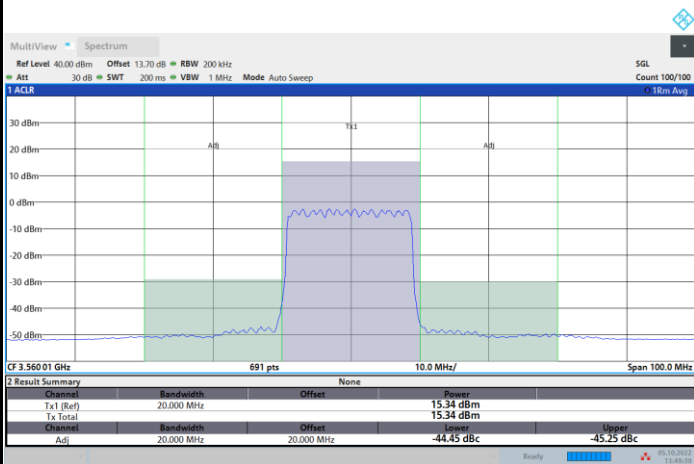 MultiView Spectrum
Ref Level 40.00 dBm Offset 13.70 dB RBW 200 kHz SGL
Att 30 dB SWT 200 ms VBW 1 MHz Mode Auto Sweep Count 100/100
1 ACLR 1Rm Avg
30 dBm
Tx1
20 dBm Adj Adj
10 dBm
0 dBm
-10 dBm
-20 dBm
-30 dBm
-40 dBm
-50 dBm
CF 3.56001 GHz 691 pts 10.0 MHz/ Span 100.0 MHz
2 Result Summary None
Channel Bandwidth Offset Power
Tx1 (Ref) 20.000 MHz 15.34 dBm
Tx Total 15.34 dBm
Channel Bandwidth Offset Lower Upper
Adj 20.000 MHz 20.000 MHz -44.45 dBc -45.25 dBc
Ready 05.10.2022